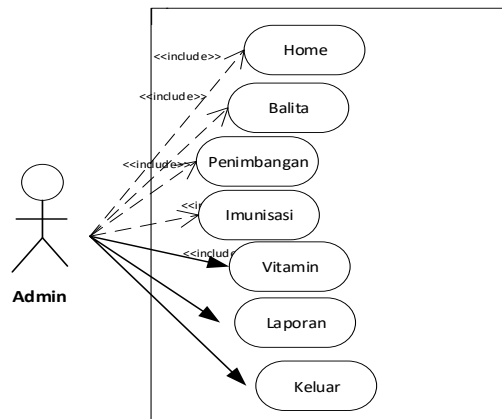 Home
<<include>>
<<include>>
Balita
<<include>>
Penimbangan
Imunisasi
Vitamin
Admin
Laporan
Keluar